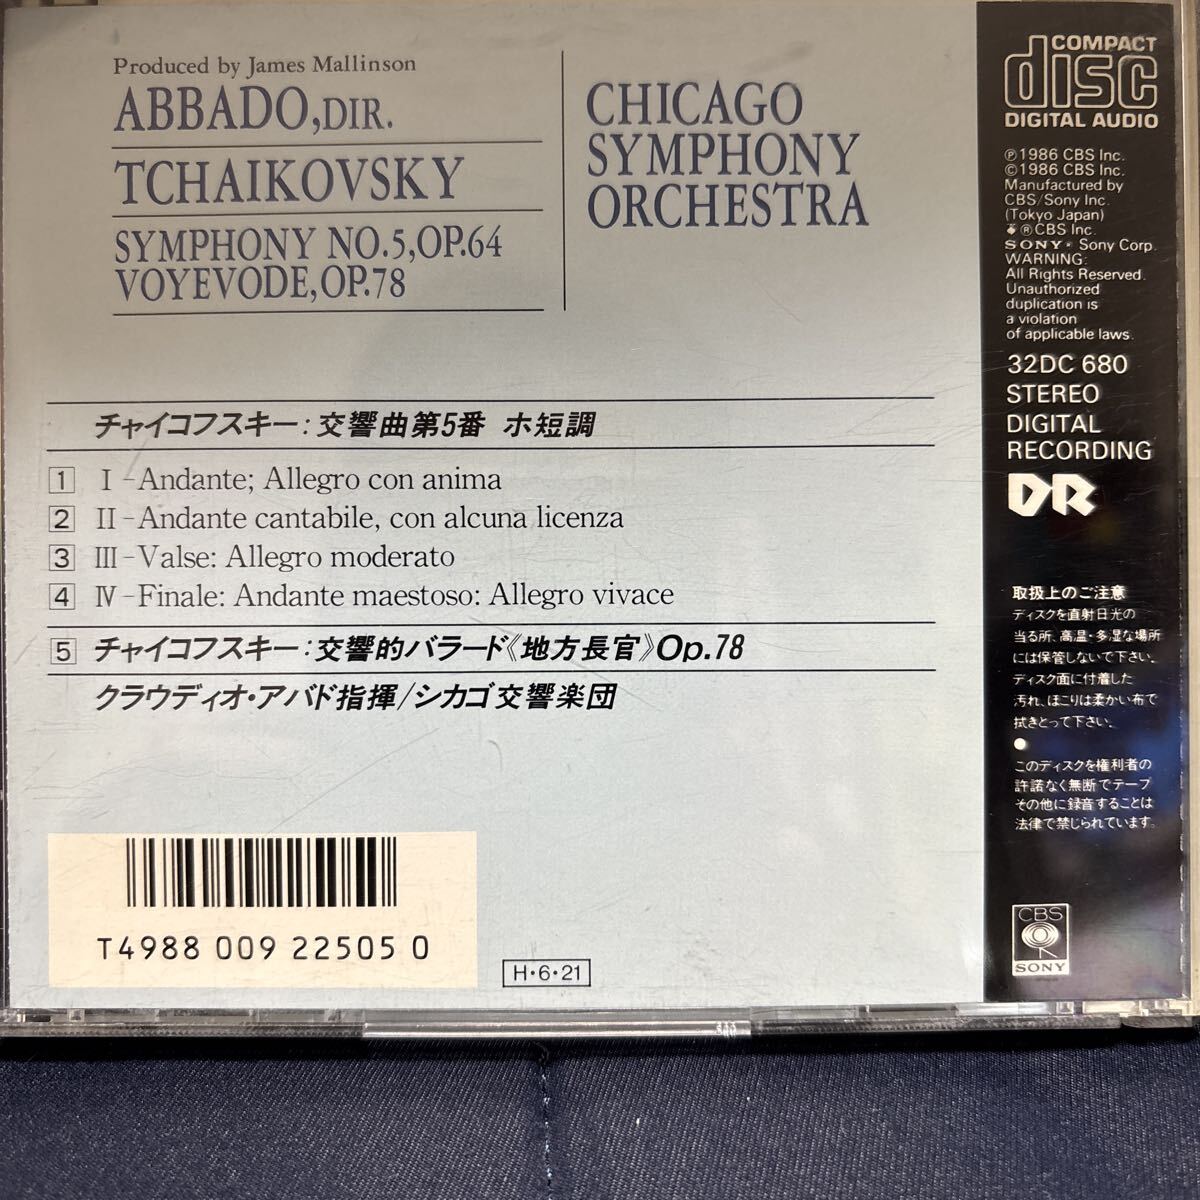 Produced by James Mallinson
ABBADO,DIR.
TCHAIKOVSKY
SYMPHONY NO.5,OP.64
VOYEVODE,OP.78
CHICAGO
SYMPHONY
ORCHESTRA
チャイコフスキー:交響曲第5番 ホ短調
1 I-Andante; Allegro con anima
2 II-Andante cantabile, con alcuna licenza
3 III-Valse: Allegro moderato
4 IV-Finale: Andante maestoso: Allegro vivace
5 チャイコフスキー:交響的バラード《地方長官》Op.78
クラウディオ・アバド指揮/シカゴ交響楽団
T4988 009 22505 0
H・6・21
COMPACT
disc
DIGITAL AUDIO
℗1986 CBS Inc.
©1986 CBS Inc.
Manufactured by
CBS/Sony Inc.
(Tokyo Japan)
®CBS Inc.
SONY® Sony Corp.
WARNING:
All Rights Reserved.
Unauthorized
duplication is
a violation
of applicable laws.
32DC 680
STEREO
DIGITAL
RECORDING
DR
取扱上のご注意
ディスクを直射日光の
当る所、高温・多湿な場所
には保管しないで下さい。
ディスク面に付着した
汚れ、ほこりは柔かい布で
拭きとって下さい。
●
このディスクを権利者の
許諾なく無断でテープ
その他に録音することは
法律で禁じられています。
CBS
SONY